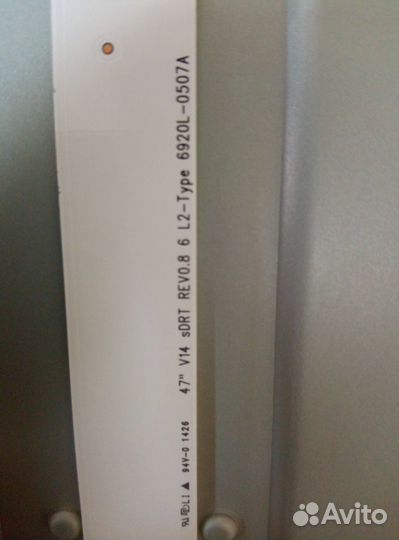 47" V14 sDRT REV0.8 6 L2-Type 6920L-0507A
94V-0 1426
Avito